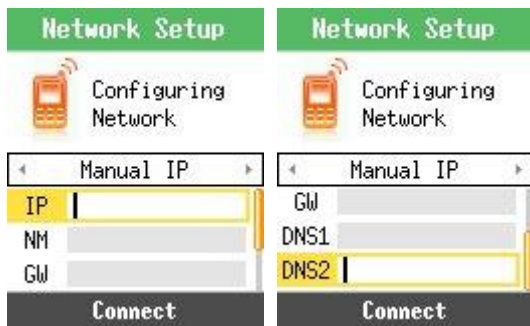 Network Setup
Configuring
Network
Manual IP
IP
NM
GW
Connect
Network Setup
Configuring
Network
Manual IP
GW
DNS1
DNS2
Connect